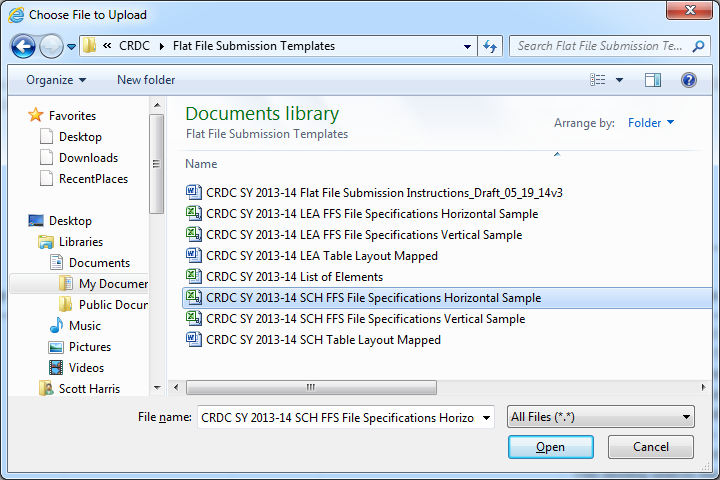 Choose File to Upload
« CRDC Flat File Submission Templates
Search Flat File Submission Te...
Organize New folder
Favorites
Desktop
Downloads
RecentPlaces
Desktop
Libraries
Documents
My Documen
Public Docu
Music
Pictures
Videos
Scott Harris
Documents library
Flat File Submission Templates
Arrange by: Folder
Name
CRDC SY 2013-14 Flat File Submission Instructions_Draft_05_19_14v3
CRDC SY 2013-14 LEA FFS File Specifications Horizontal Sample
CRDC SY 2013-14 LEA FFS File Specifications Vertical Sample
CRDC SY 2013-14 LEA Table Layout Mapped
CRDC SY 2013-14 List of Elements
CRDC SY 2013-14 SCH FFS File Specifications Horizontal Sample
CRDC SY 2013-14 SCH FFS File Specifications Vertical Sample
CRDC SY 2013-14 SCH Table Layout Mapped
File name: CRDC SY 2013-14 SCH FFS File Specifications Horizo
All Files (*.*)
Open Cancel